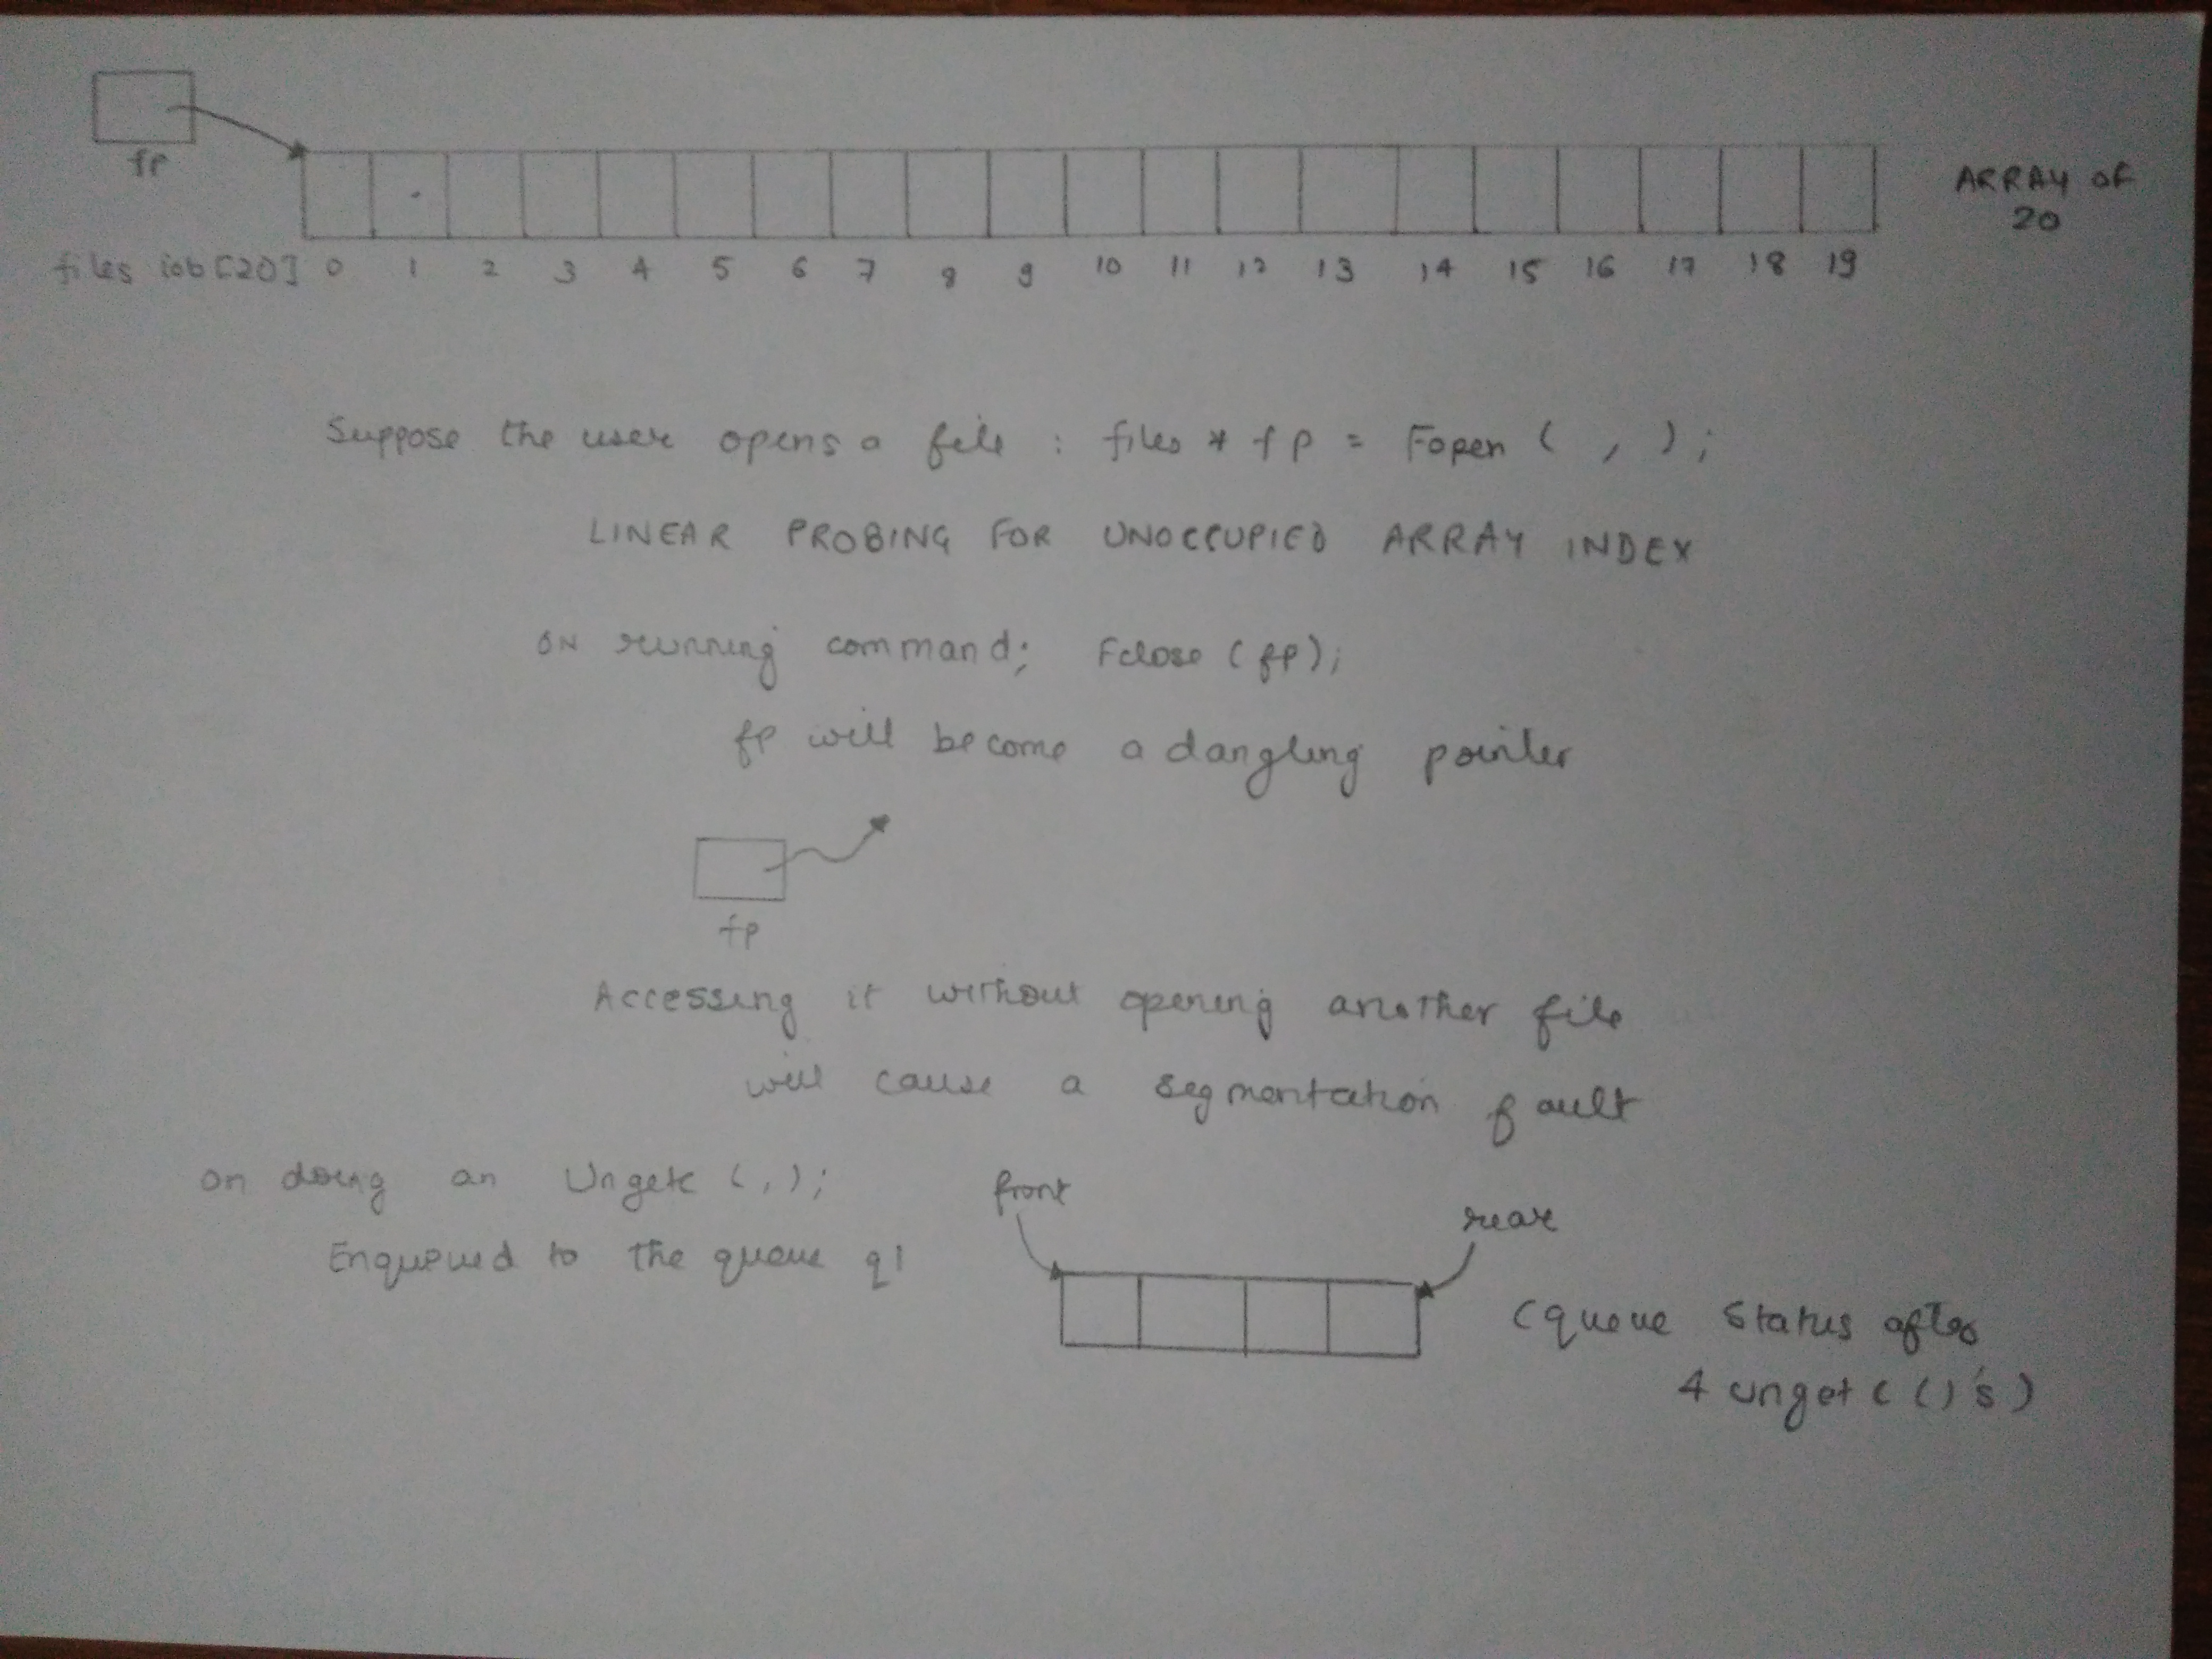 fp
ARRAY OF
20
files iob[20] 0 1 2 3 4 5 6 7 8 9 10 11 12 13 14 15 16 17 18 19
Suppose the user opens a file : files * fp = Fopen ( , );
LINEAR PROBING FOR UNOCCUPIED ARRAY INDEX
ON running command; Fclose (fp);
fp will become a dangling pointer
fp
Accessing it without opening another file
will cause a segmentation fault
on doing an Ungetc (,);
front
rear
Enqueued to the queue q1
(queue status after
4 ungetc()'s)